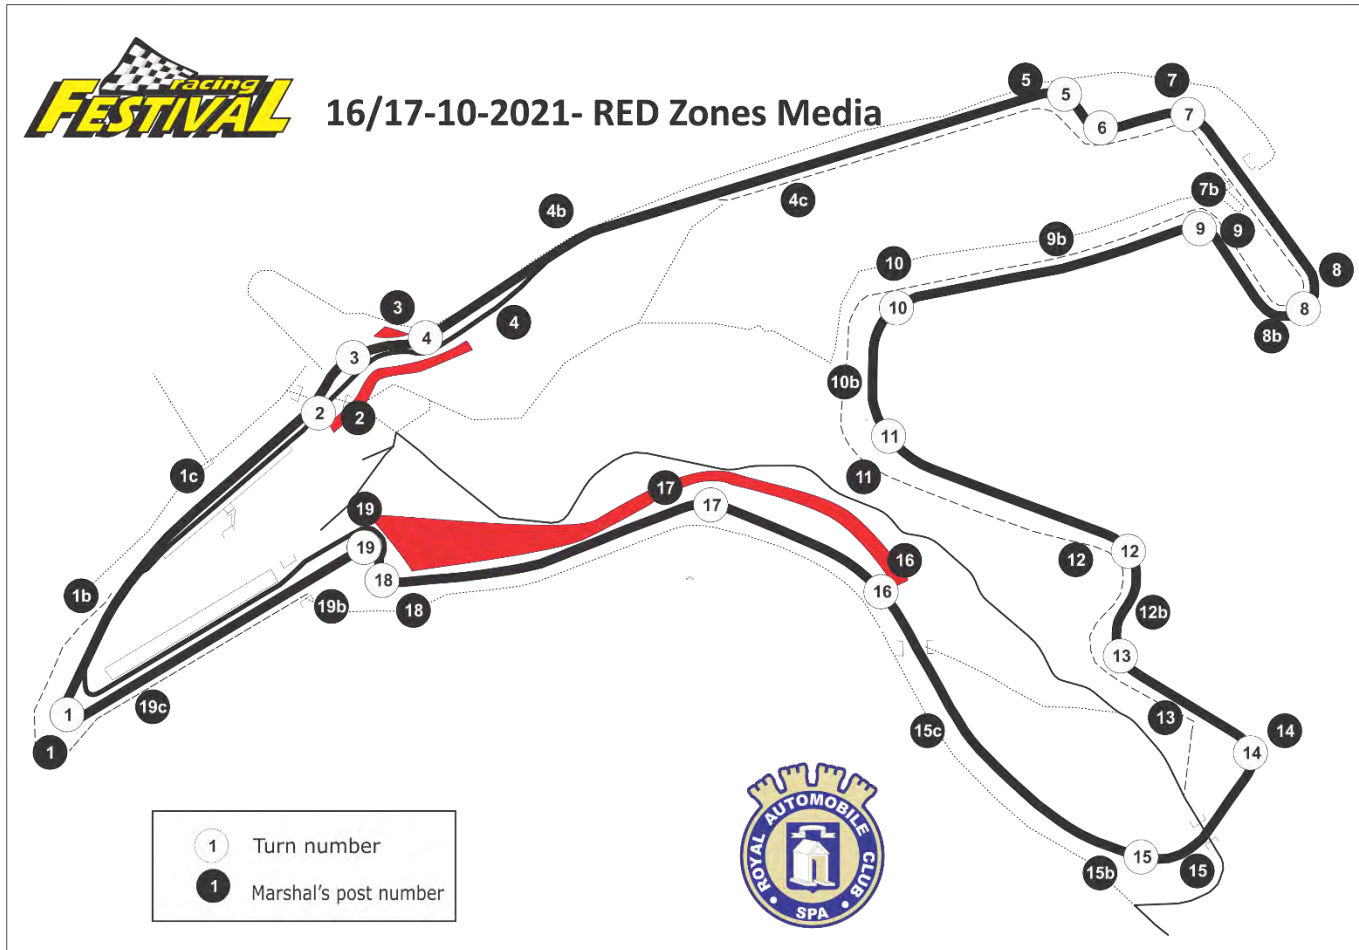 racing
FESTIVAL
16/17-10-2021- RED Zones Media
5
7
5
6
7
4b
4c
7b
9
9
9b
10
8
8
8b
3
4
4
10
3
10b
2
2
11
11
1c
17
17
19
19
12
12
16
16
18
18
1b
19b
12b
13
13
1
19c
1
15c
14
14
15
15
15b
1 Turn number
1 Marshal's post number
ROYAL AUTOMOBILE CLUB
SPA